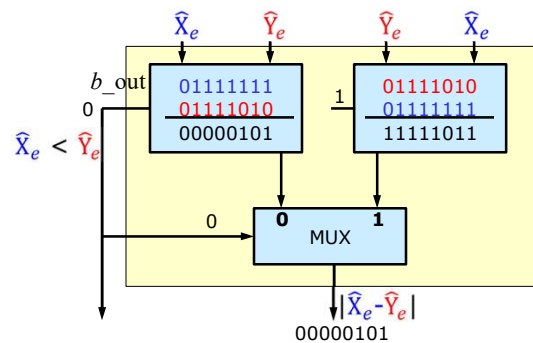 X̂e Ŷe Ŷe X̂e
b_out
0
01111111
01111010
00000101
1
01111010
01111111
11111011
X̂e < Ŷe
0
0 1
MUX
|X̂e-Ŷe|
00000101